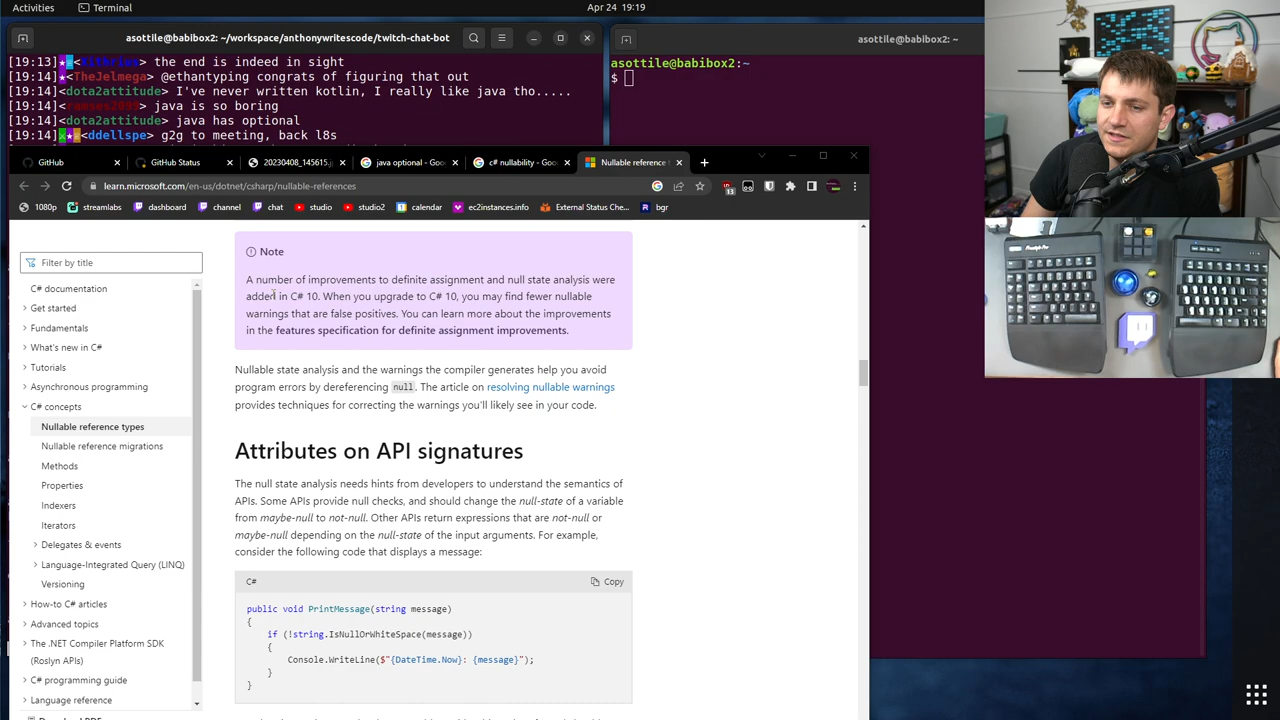 Activities
Terminal
Apr 24 19:19
asottile@babibox2: ~/workspace/anthonywritescode/twitch-chat-bot
asottile@babibox2: ~
[19:13] the end is indeed in sight
[19:14] <TheJelmega> @ethantyping congrats of figuring that out
[19:14]<dota2attitude> I've never written kotlin, I really like java tho.....
[19:14] java is so boring
[19:14]<dota2attitude> java has optional
[19:14] <ddellspe> g2g to meeting, back l8s
asottile@babibox2:~
$
GitHub
GitHub Status
20230408_145615.j
java optional - Goo
c# nullability - Goo
Nullable reference
learn.microsoft.com/en-us/dotnet/csharp/nullable-references
13
1080p
streamlabs
dashboard
channel
chat
studio
studio2
calendar
ec2instances.info
External Status Che...
bgr
Filter by title
C# documentation
Get started
Fundamentals
What's new in C#
Tutorials
Asynchronous programming
C# concepts
Nullable reference types
Nullable reference migrations
Methods
Properties
Indexers
Iterators
Delegates & events
Language-Integrated Query (LINQ)
Versioning
How-to C# articles
Advanced topics
The .NET Compiler Platform SDK
(Roslyn APIs)
C# programming guide
Language reference
Note
A number of improvements to definite assignment and null state analysis were
added in C# 10. When you upgrade to C# 10, you may find fewer nullable
warnings that are false positives. You can learn more about the improvements
in the features specification for definite assignment improvements.
Nullable state analysis and the warnings the compiler generates help you avoid
program errors by dereferencing null. The article on resolving nullable warnings
provides techniques for correcting the warnings you'll likely see in your code.
Attributes on API signatures
The null state analysis needs hints from developers to understand the semantics of
APIs. Some APIs provide null checks, and should change the null-state of a variable
from maybe-null to not-null. Other APIs return expressions that are not-null or
maybe-null depending on the null-state of the input arguments. For example,
consider the following code that displays a message:
C#
Copy
public void PrintMessage(string message)
{
if (!string.IsNullOrWhiteSpace(message))
{
Console.WriteLine($"{DateTime.Now}: {message}");
}
}